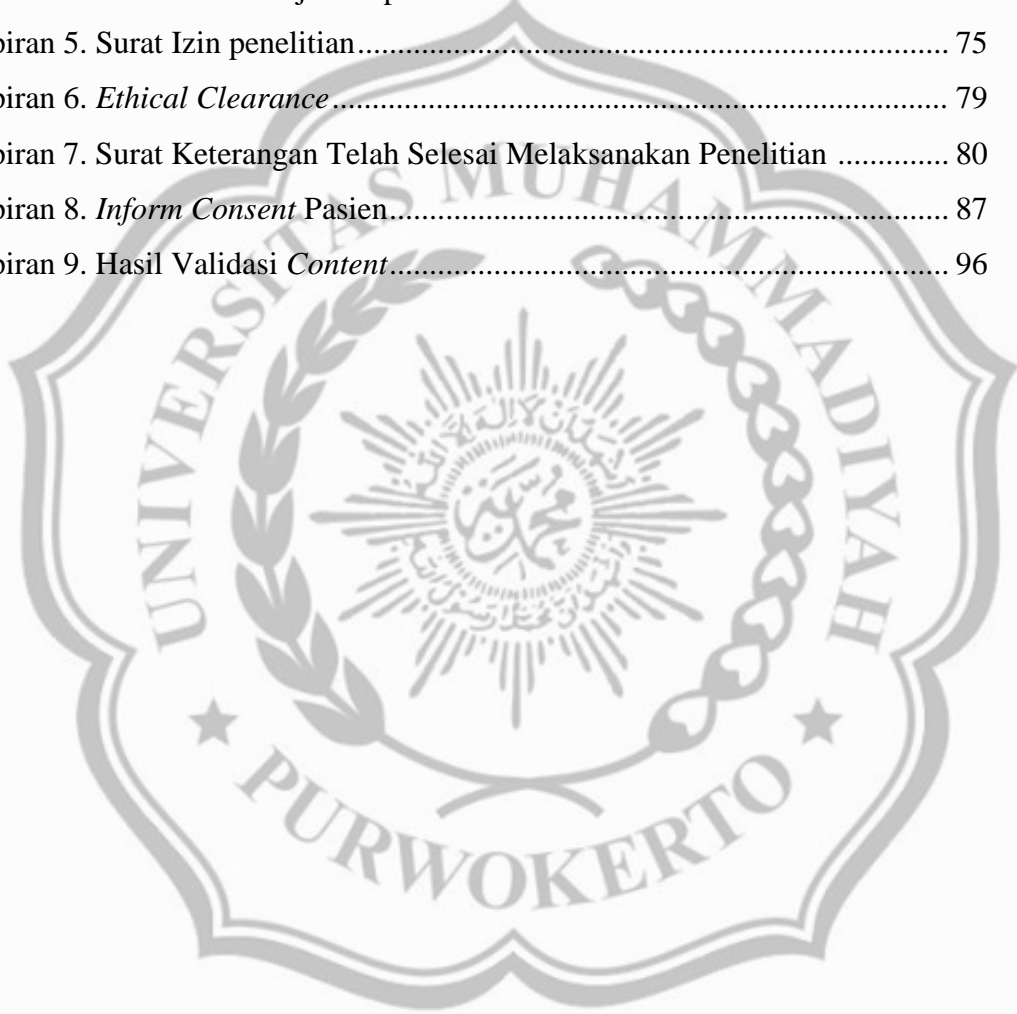 piran 5. Surat Izin penelitian.......................................................................... 75
piran 6. Ethical Clearance............................................................................. 79
piran 7. Surat Keterangan Telah Selesai Melaksanakan Penelitian .............. 80
piran 8. Inform Consent Pasien...................................................................... 87
piran 9. Hasil Validasi Content...................................................................... 96
UNIVERSITAS MUHAMMADIYAH
PURWOKERTO